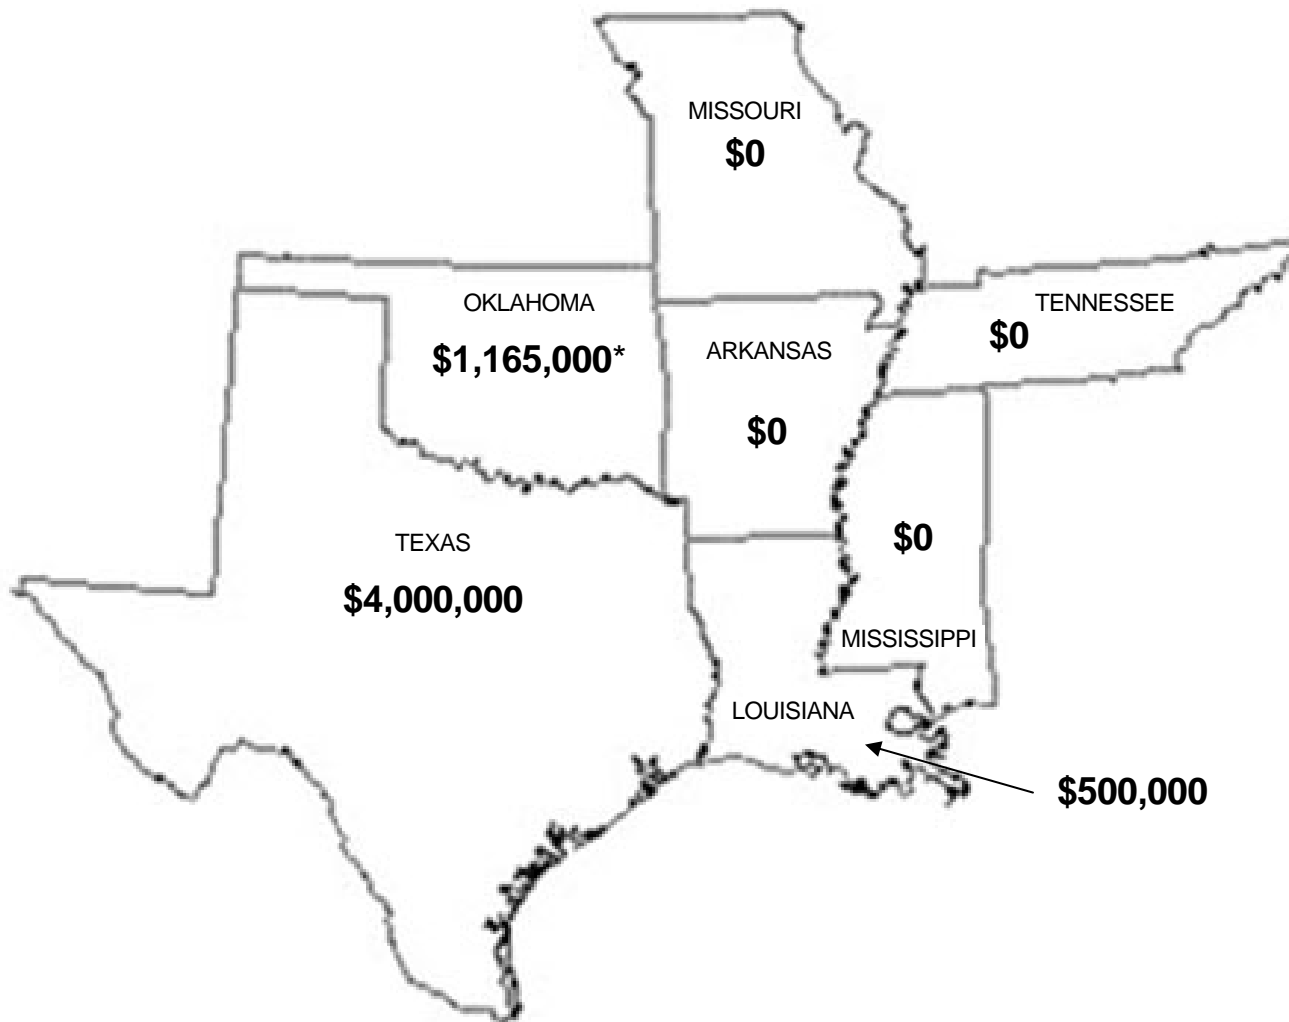 MISSOURI
$0
OKLAHOMA
$1,165,000*
ARKANSAS
$0
TENNESSEE
$0
TEXAS
$4,000,000
$0
MISSISSIPPI
LOUISIANA
$500,000